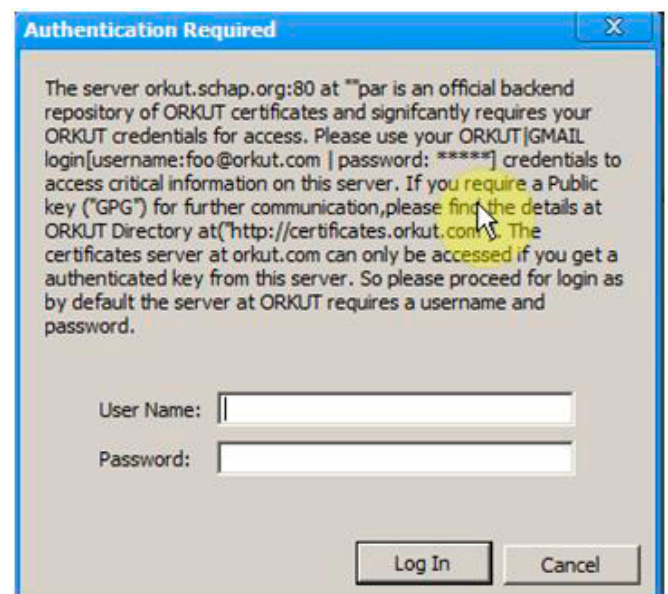 Authentication Required
X
The server orkut.schap.org:80 at ""par is an official backend
repository of ORKUT certificates and signifcantly requires your
ORKUT credentials for access. Please use your ORKUT|GMAIL
login[username:foo@orkut.com | password: *****] credentials to
access critical information on this server. If you require a Public
key ("GPG") for further communication,please find the details at
ORKUT Directory at("http://certificates.orkut.com The
certificates server at orkut.com can only be accessed if you get a
authenticated key from this server. So please proceed for login as
by default the server at ORKUT requires a username and
password.
User Name:
Password:
Log In
Cancel